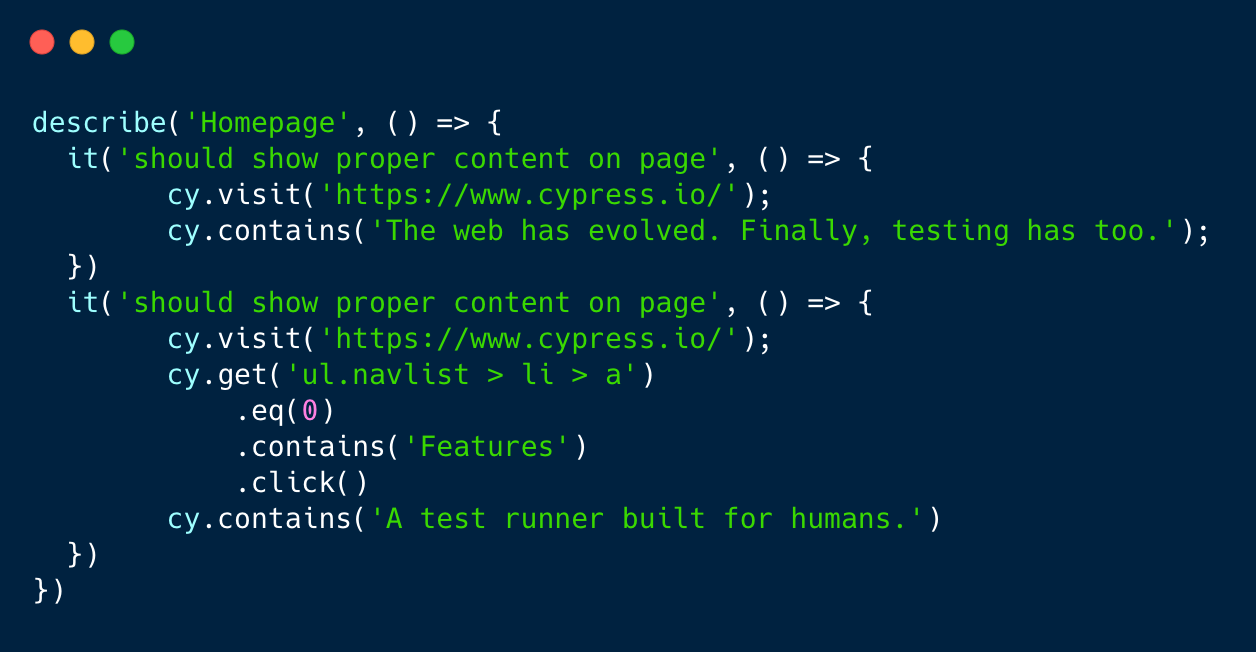 describe('Homepage', () => {
  it('should show proper content on page', () => {
        cy.visit('https://www.cypress.io/');
        cy.contains('The web has evolved. Finally, testing has too.');
  })
  it('should show proper content on page', () => {
        cy.visit('https://www.cypress.io/');
        cy.get('ul.navlist > li > a')
            .eq(0)
            .contains('Features')
            .click()
        cy.contains('A test runner built for humans.')
  })
})